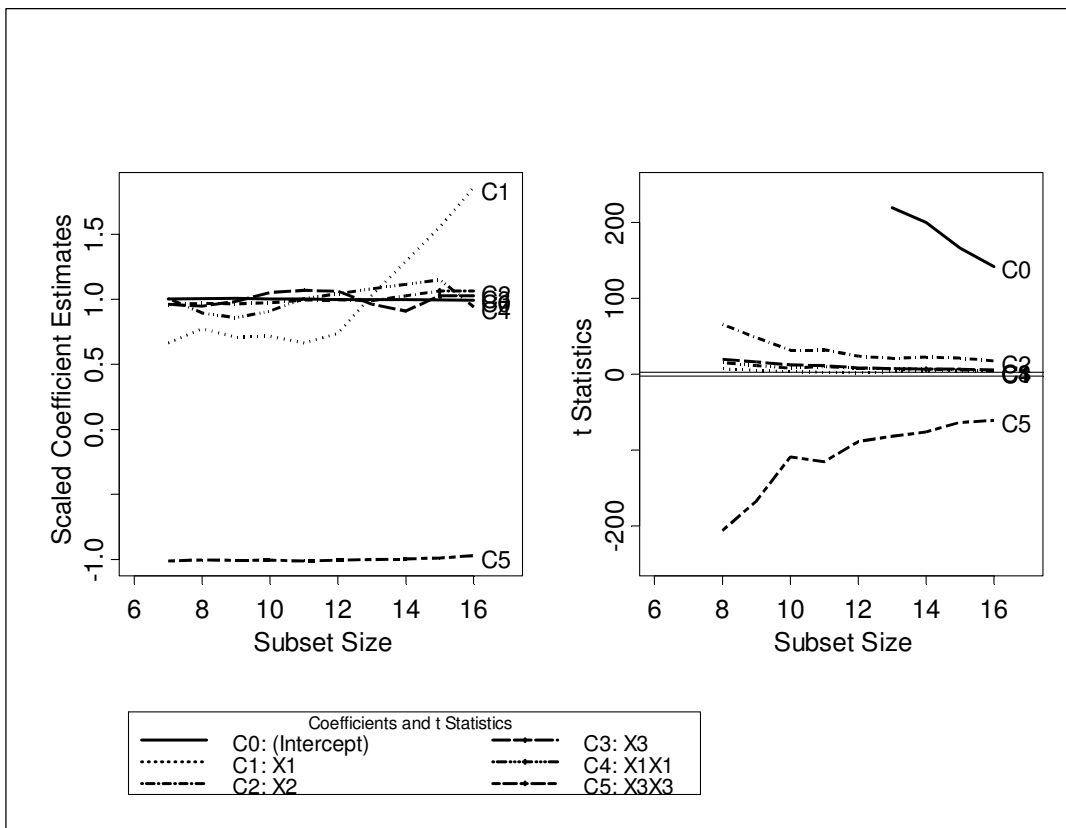 Scaled Coefficient Estimates
1.5
1.0
0.5
0.0
-1.0
C1
C2
C4
C5
6 8 10 12 14 16
Subset Size
t Statistics
200
100
0
-200
C0
C2
C5
6 8 10 12 14 16
Subset Size
Coefficients and t Statistics
C0: (Intercept)
C1: X1
C2: X2
C3: X3
C4: X1X1
C5: X3X3